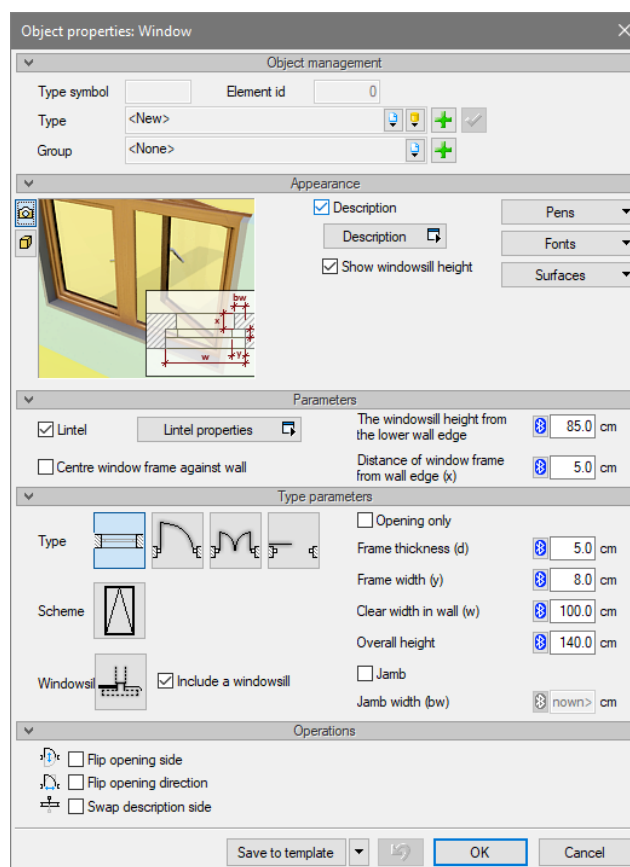 Object properties: Window
Object management
Type symbol
Element id 0
Type <New>
Group <None>
Appearance
Description
Description
Show windowsill height
Pens
Fonts
Surfaces
bw
x
w
y
Parameters
Lintel
Lintel properties
The windowsill height from
the lower wall edge
85.0 cm
Centre window frame against wall
Distance of window frame
from wall edge (x)
5.0 cm
Type parameters
Type
Opening only
Frame thickness (d) 5.0 cm
Frame width (y) 8.0 cm
Scheme
Clear width in wall (w) 100.0 cm
Overall height 140.0 cm
Windowsil
Include a windowsill
Jamb
Jamb width (bw) nown> cm
Operations
Flip opening side
Flip opening direction
Swap description side
Save to template
OK
Cancel